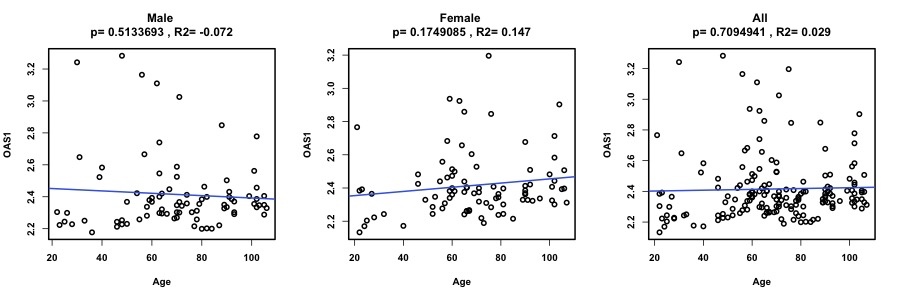 Male
p= 0.5133693 , R2= -0.072
OAS1
2.2 2.4 2.6 2.8 3.0 3.2
20 40 60 80 100
Age
Female
p= 0.1749085 , R2= 0.147
OAS1
2.2 2.4 2.6 2.8 3.0 3.2
20 40 60 80 100
Age
All
p= 0.7094941 , R2= 0.029
OAS1
2.2 2.4 2.6 2.8 3.0 3.2
20 40 60 80 100
Age